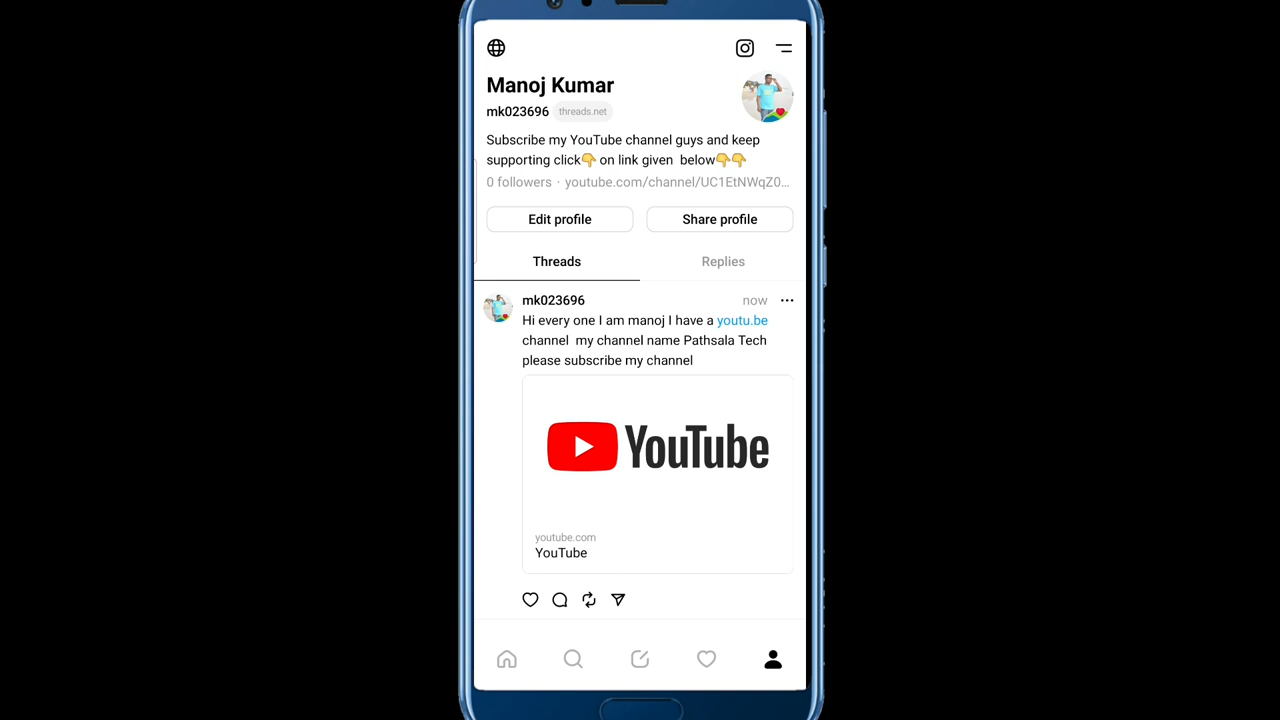 Manoj Kumar
mk023696 threads.net
Subscribe my YouTube channel guys and keep
supporting click👇 on link given below👇👇
0 followers · youtube.com/channel/UC1EtNWqZ0...
Edit profile
Share profile
Threads
Replies
mk023696
now
Hi every one I am manoj I have a youtu.be
channel my channel name Pathsala Tech
please subscribe my channel
YouTube
youtube.com
YouTube